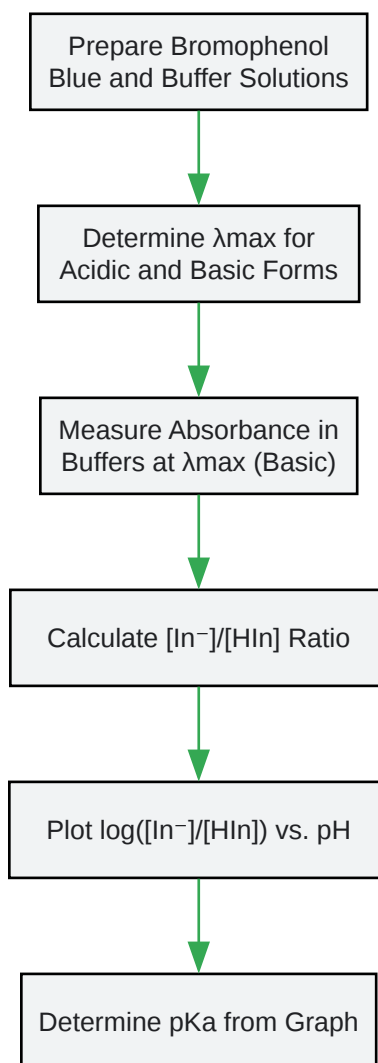 Prepare Bromophenol
Blue and Buffer Solutions
Determine λmax for
Acidic and Basic Forms
Measure Absorbance in
Buffers at λmax (Basic)
Calculate [In⁻]/[HIn] Ratio
Plot log([In⁻]/[HIn]) vs. pH
Determine pKa from Graph